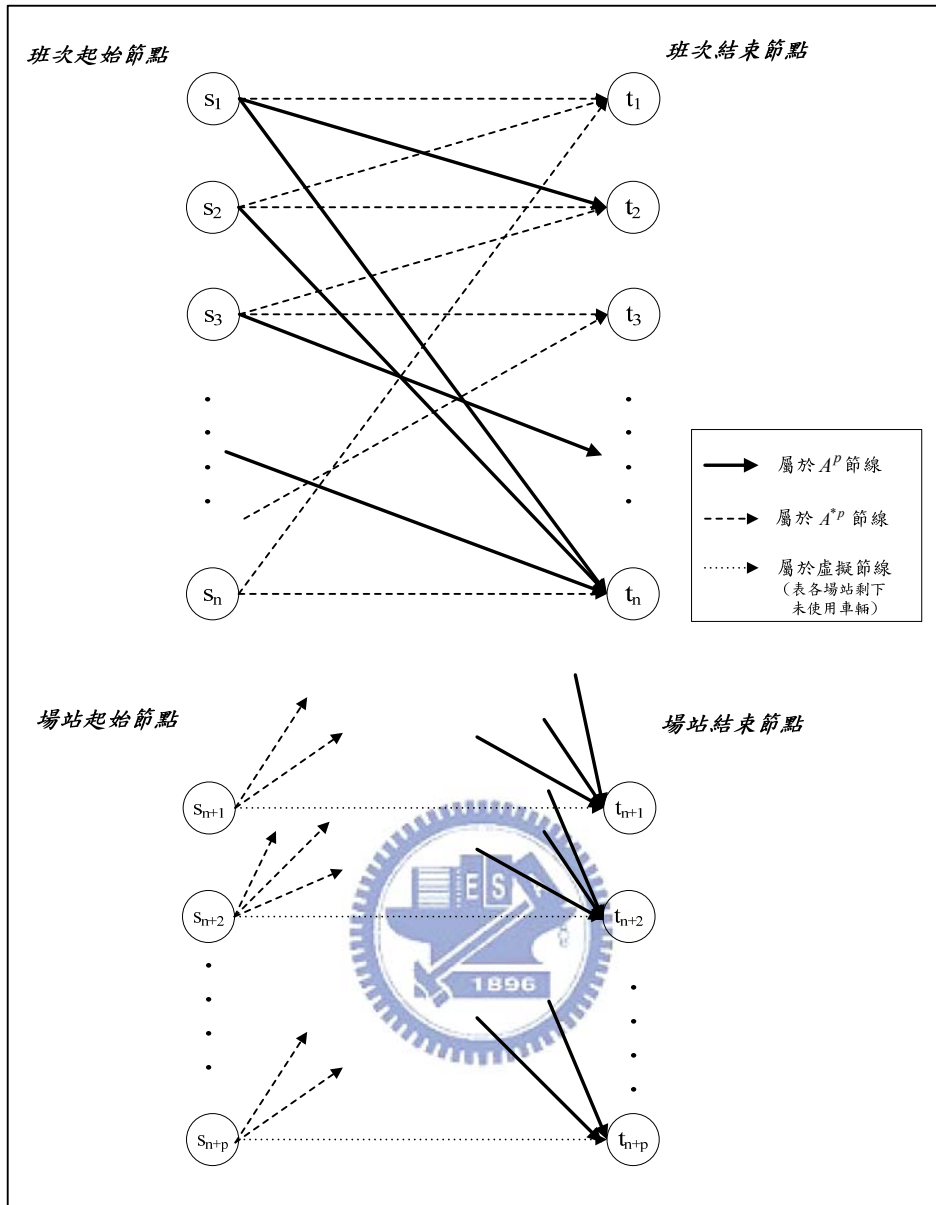 班次起始節點
班次結束節點
s1
t1
s2
t2
s3
t3
屬於 A^p 節線
屬於 A^*p 節線
屬於虛擬節線
（表各場站剩下
未使用車輛）
sn
tn
場站起始節點
場站結束節點
sn+1
tn+1
E S
sn+2
tn+2
1896
sn+p
tn+p